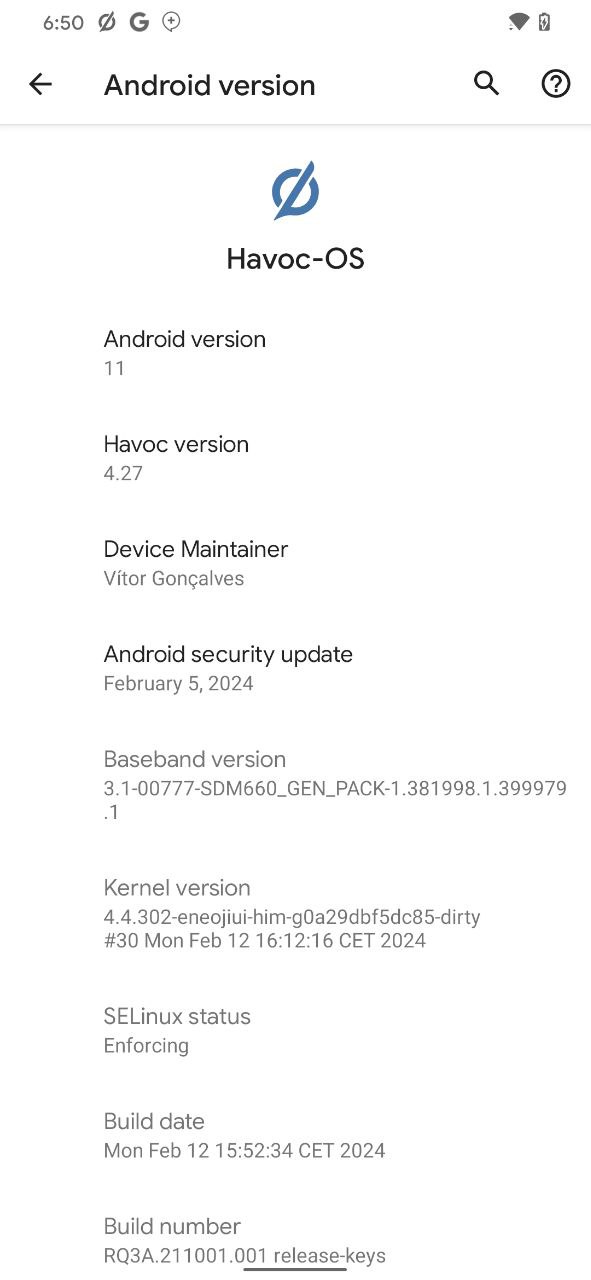 6:50
Android version
Havoc-OS
Android version
11
Havoc version
4.27
Device Maintainer
Vítor Gonçalves
Android security update
February 5, 2024
Baseband version
3.1-00777-SDM660_GEN_PACK-1.381998.1.399979
.1
Kernel version
4.4.302-eneojiui-him-g0a29dbf5dc85-dirty
#30 Mon Feb 12 16:12:16 CET 2024
SELinux status
Enforcing
Build date
Mon Feb 12 15:52:34 CET 2024
Build number
RQ3A.211001.001 release-keys